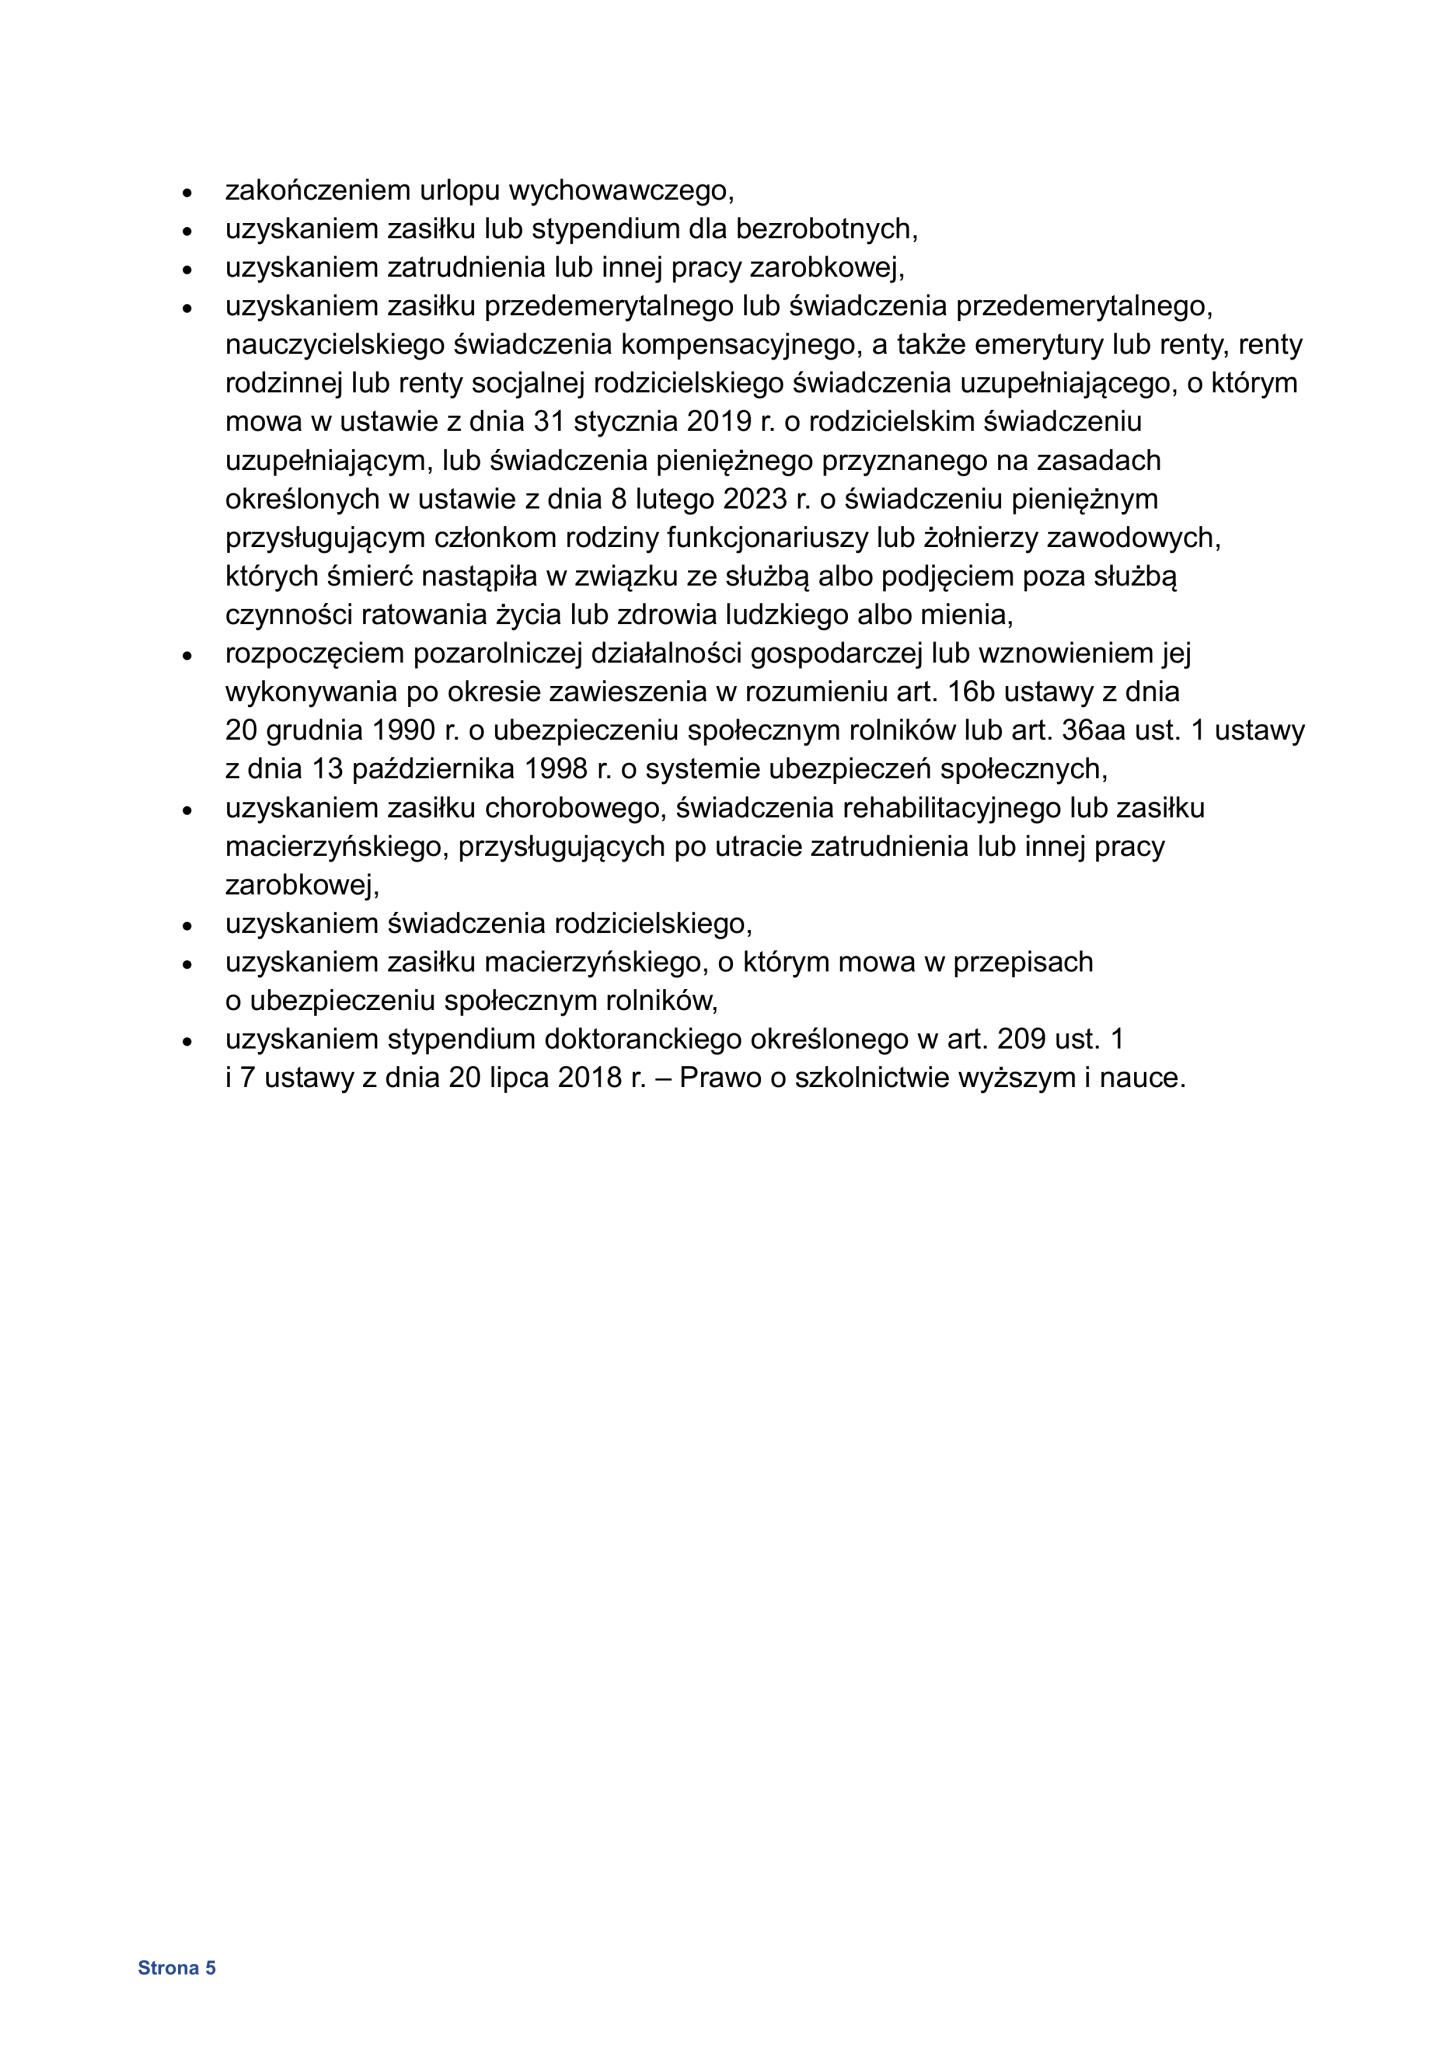 • zakończeniem urlopu wychowawczego,
• uzyskaniem zasiłku lub stypendium dla bezrobotnych,
• uzyskaniem zatrudnienia lub innej pracy zarobkowej,
• uzyskaniem zasiłku przedemerytalnego lub świadczenia przedemerytalnego,
nauczycielskiego świadczenia kompensacyjnego, a także emerytury lub renty, renty
rodzinnej lub renty socjalnej rodzicielskiego świadczenia uzupełniającego, o którym
mowa w ustawie z dnia 31 stycznia 2019 r. o rodzicielskim świadczeniu
uzupełniającym, lub świadczenia pieniężnego przyznanego na zasadach
określonych w ustawie z dnia 8 lutego 2023 r. o świadczeniu pieniężnym
przysługującym członkom rodziny funkcjonariuszy lub żołnierzy zawodowych,
których śmierć nastąpiła w związku ze służbą albo podjęciem poza służbą
czynności ratowania życia lub zdrowia ludzkiego albo mienia,
• rozpoczęciem pozarolniczej działalności gospodarczej lub wznowieniem jej
wykonywania po okresie zawieszenia w rozumieniu art. 16b ustawy z dnia
20 grudnia 1990 r. o ubezpieczeniu społecznym rolników lub art. 36aa ust. 1 ustawy
z dnia 13 października 1998 r. o systemie ubezpieczeń społecznych,
• uzyskaniem zasiłku chorobowego, świadczenia rehabilitacyjnego lub zasiłku
macierzyńskiego, przysługujących po utracie zatrudnienia lub innej pracy
zarobkowej,
• uzyskaniem świadczenia rodzicielskiego,
• uzyskaniem zasiłku macierzyńskiego, o którym mowa w przepisach
o ubezpieczeniu społecznym rolników,
• uzyskaniem stypendium doktoranckiego określonego w art. 209 ust. 1
i 7 ustawy z dnia 20 lipca 2018 r. – Prawo o szkolnictwie wyższym i nauce.
Strona 5